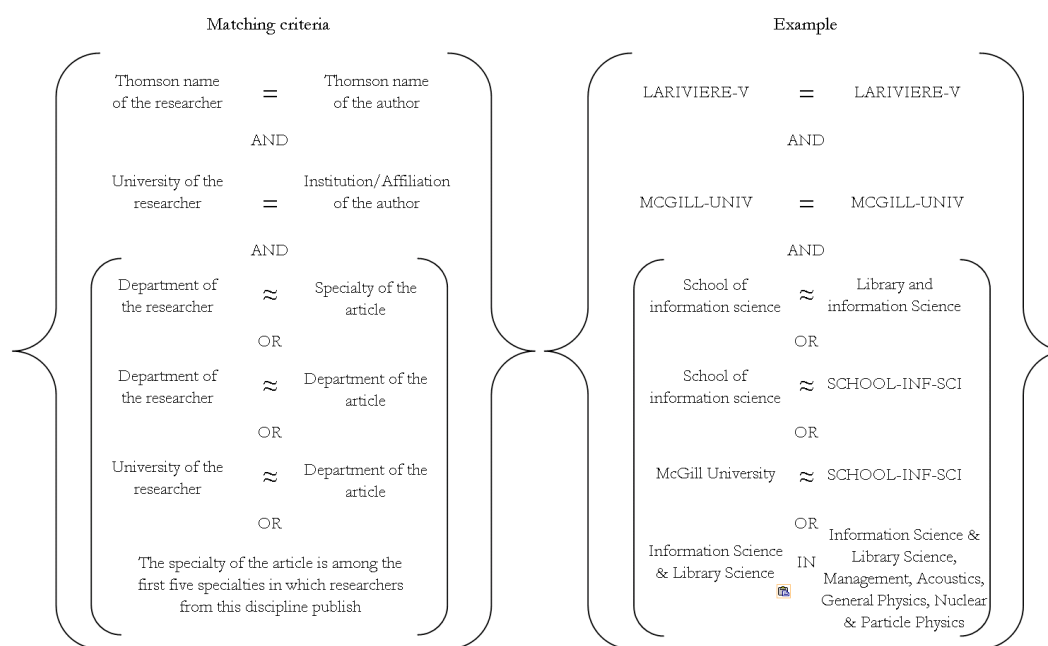 Matching criteria
Thomson name
of the researcher
=
Thomson name
of the author
AND
University of the
researcher
=
Institution/Affiliation
of the author
AND
Department of
the researcher
≈
Specialty of the
article
OR
Department of
the researcher
≈
Department of the
article
OR
University of the
researcher
≈
Department of the
article
OR
The specialty of the article is among the
first five specialties in which researchers
from this discipline publish
Example
LARIVIERE-V = LARIVIERE-V
AND
MCGILL-UNIV = MCGILL-UNIV
AND
School of
information science
≈
Library and
information Science
OR
School of
information science
≈
SCHOOL-INF-SCI
OR
McGill University ≈ SCHOOL-INF-SCI
OR
Information Science
& Library Science
IN
Information Science &
Library Science,
Management, Acoustics,
General Physics, Nuclear
& Particle Physics